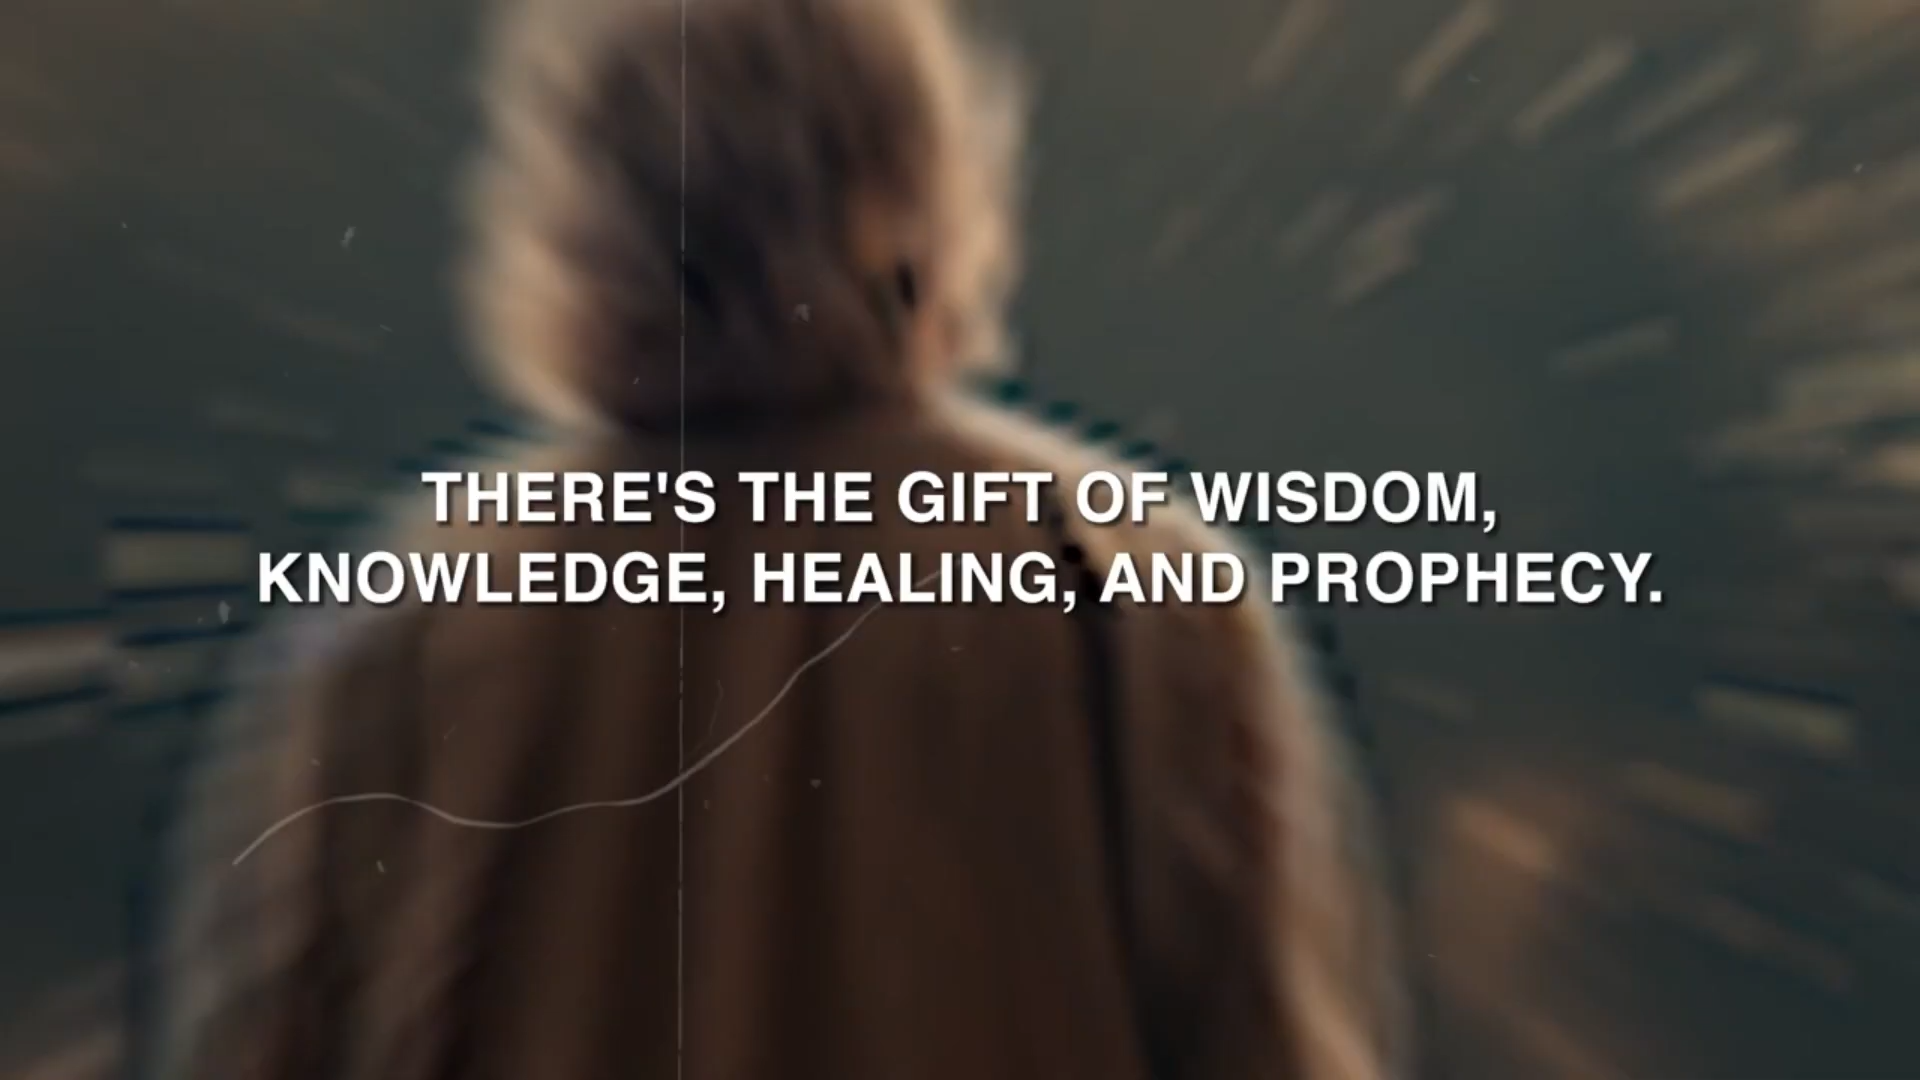 THERE'S THE GIFT OF WISDOM,
KNOWLEDGE, HEALING, AND PROPHECY.